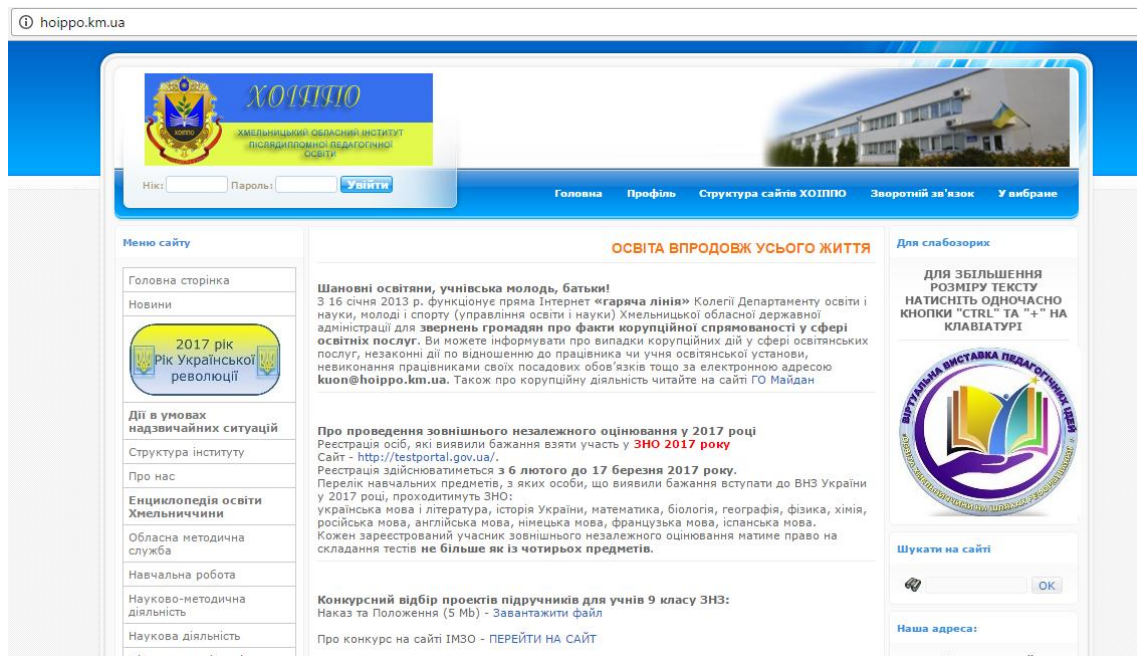 hoippo.km.ua
ХОІППО
ХМЕЛЬНИЦЬКИЙ ОБЛАСНИЙ ІНСТИТУТ
ПІСЛЯДИПЛОМНОЇ ПЕДАГОГІЧНОЇ
ОСВІТИ
ХОІППО
Нік: Пароль: Увійти
Головна Профіль Структура сайтів ХОІППО Зворотній зв'язок У вибране
Меню сайту
Головна сторінка
Новини
2017 рік
Рік Української
революції
Дії в умовах
надзвичайних ситуацій
Структура інституту
Про нас
Енциклопедія освіти
Хмельниччини
Обласна методична
служба
Навчальна робота
Науково-методична
діяльність
Наукова діяльність
ОСВІТА ВПРОДОВЖ УСЬОГО ЖИТТЯ
Шановні освітяни, учнівська молодь, батьки!
З 16 січня 2013 р. функціонує пряма Інтернет «гаряча лінія» Колегії Департаменту освіти і
науки, молоді і спорту (управління освіти і науки) Хмельницької обласної державної
адміністрації для звернень громадян про факти корупційної спрямованості у сфері
освітніх послуг. Ви можете інформувати про випадки корупційних дій у сфері освітянських
послуг, незаконні дії по відношенню до працівника чи учня освітянської установи,
невиконання працівниками своїх посадових обов’язків тощо за електронною адресою
kuon@hoippo.km.ua. Також про корупційну діяльність читайте на сайті ГО Майдан
Про проведення зовнішнього незалежного оцінювання у 2017 році
Реєстрація осіб, які виявили бажання взяти участь у ЗНО 2017 року
Сайт - http://testportal.gov.ua/.
Реєстрація здійснюватиметься з 6 лютого до 17 березня 2017 року.
Перелік навчальних предметів, з яких особи, що виявили бажання вступати до ВНЗ України
у 2017 році, проходитимуть ЗНО:
українська мова і література, історія України, математика, біологія, географія, фізика, хімія,
російська мова, англійська мова, німецька мова, французька мова, іспанська мова.
Кожен зареєстрований учасник зовнішнього незалежного оцінювання матиме право на
складання тестів не більше як із чотирьох предметів.
Конкурсний відбір проектів підручників для учнів 9 класу ЗНЗ:
Наказ та Положення (5 Mb) - Завантажити файл
Про конкурс на сайті ІМЗО - ПЕРЕЙТИ НА САЙТ
Для слабозорих
ДЛЯ ЗБІЛЬШЕННЯ
РОЗМІРУ ТЕКСТУ
НАТИСНІТЬ ОДНОЧАСНО
КНОПКИ "CTRL" ТА "+" НА
КЛАВІАТУРІ
ВІРТУАЛЬНА ВИСТАВКА ПЕДАГОГІЧНИХ ІДЕЙ
Шукати на сайті
OK
Наша адреса: